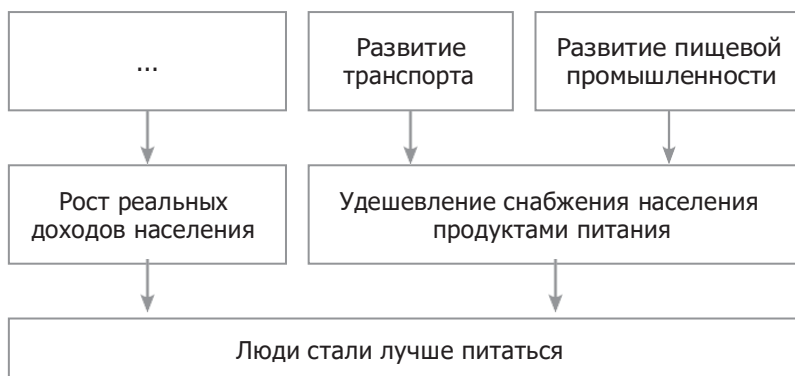 ...
Развитие
транспорта
Развитие пищевой
промышленности
Рост реальных
доходов населения
Удешевление снабжения населения
продуктами питания
Люди стали лучше питаться